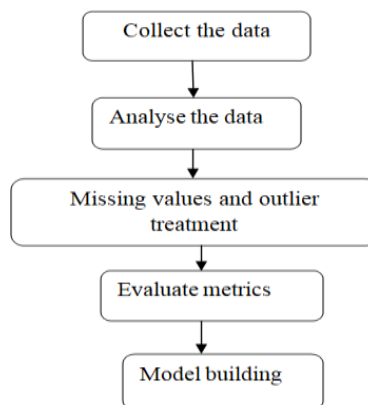 Collect the data
Analyse the data
Missing values and outlier
treatment
Evaluate metrics
Model building